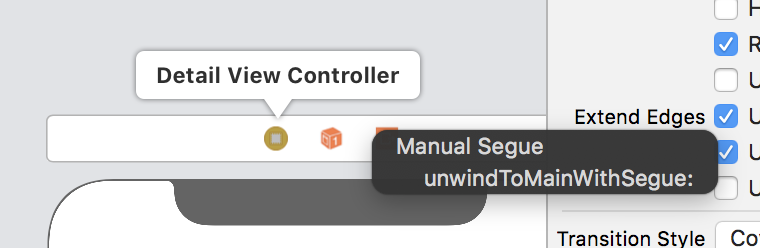 Detail View Controller
Extend Edges
Manual Segue
unwindToMainWithSegue:
Transition Style